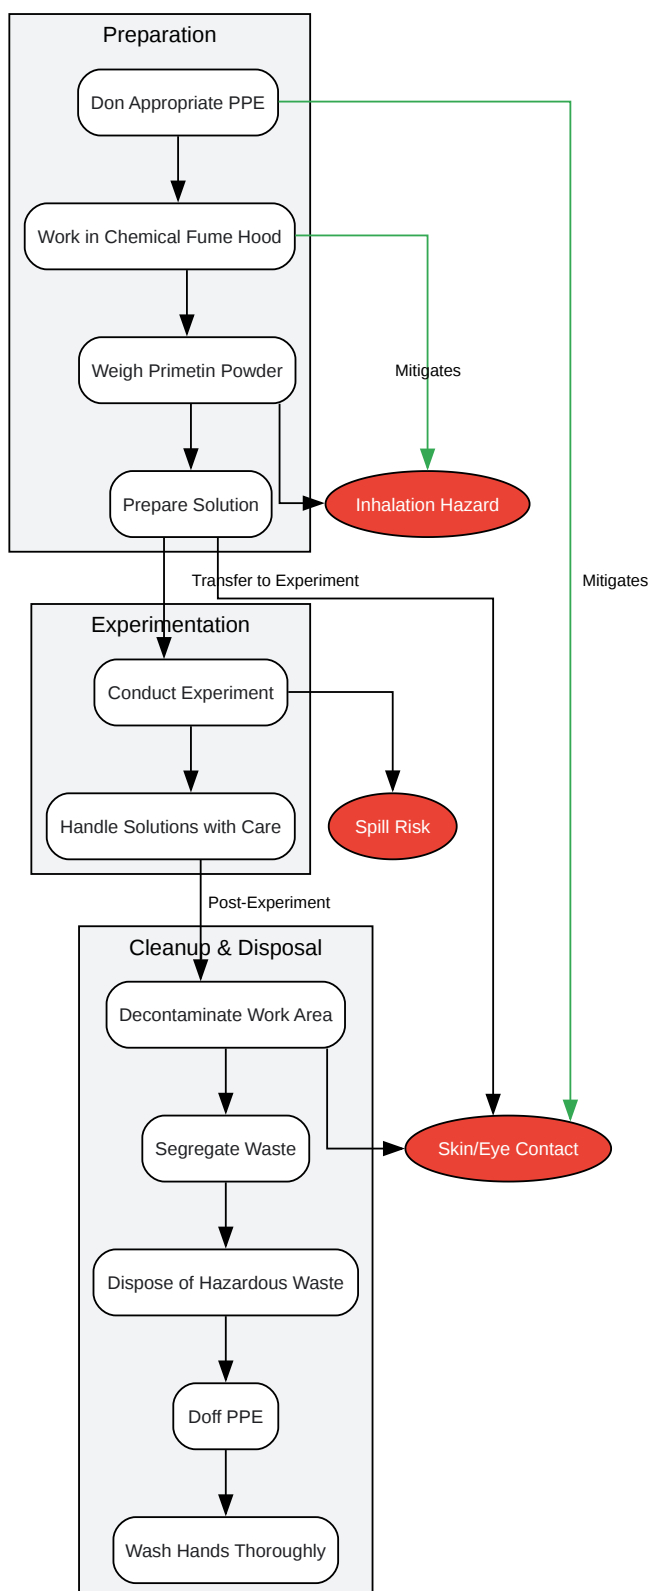 Preparation
Don Appropriate PPE
Work in Chemical Fume Hood
Weigh Primetin Powder
Mitigates
Prepare Solution
Inhalation Hazard
Transfer to Experiment
Mitigates
Experimentation
Conduct Experiment
Handle Solutions with Care
Spill Risk
Post-Experiment
Cleanup & Disposal
Decontaminate Work Area
Segregate Waste
Skin/Eye Contact
Dispose of Hazardous Waste
Doff PPE
Wash Hands Thoroughly